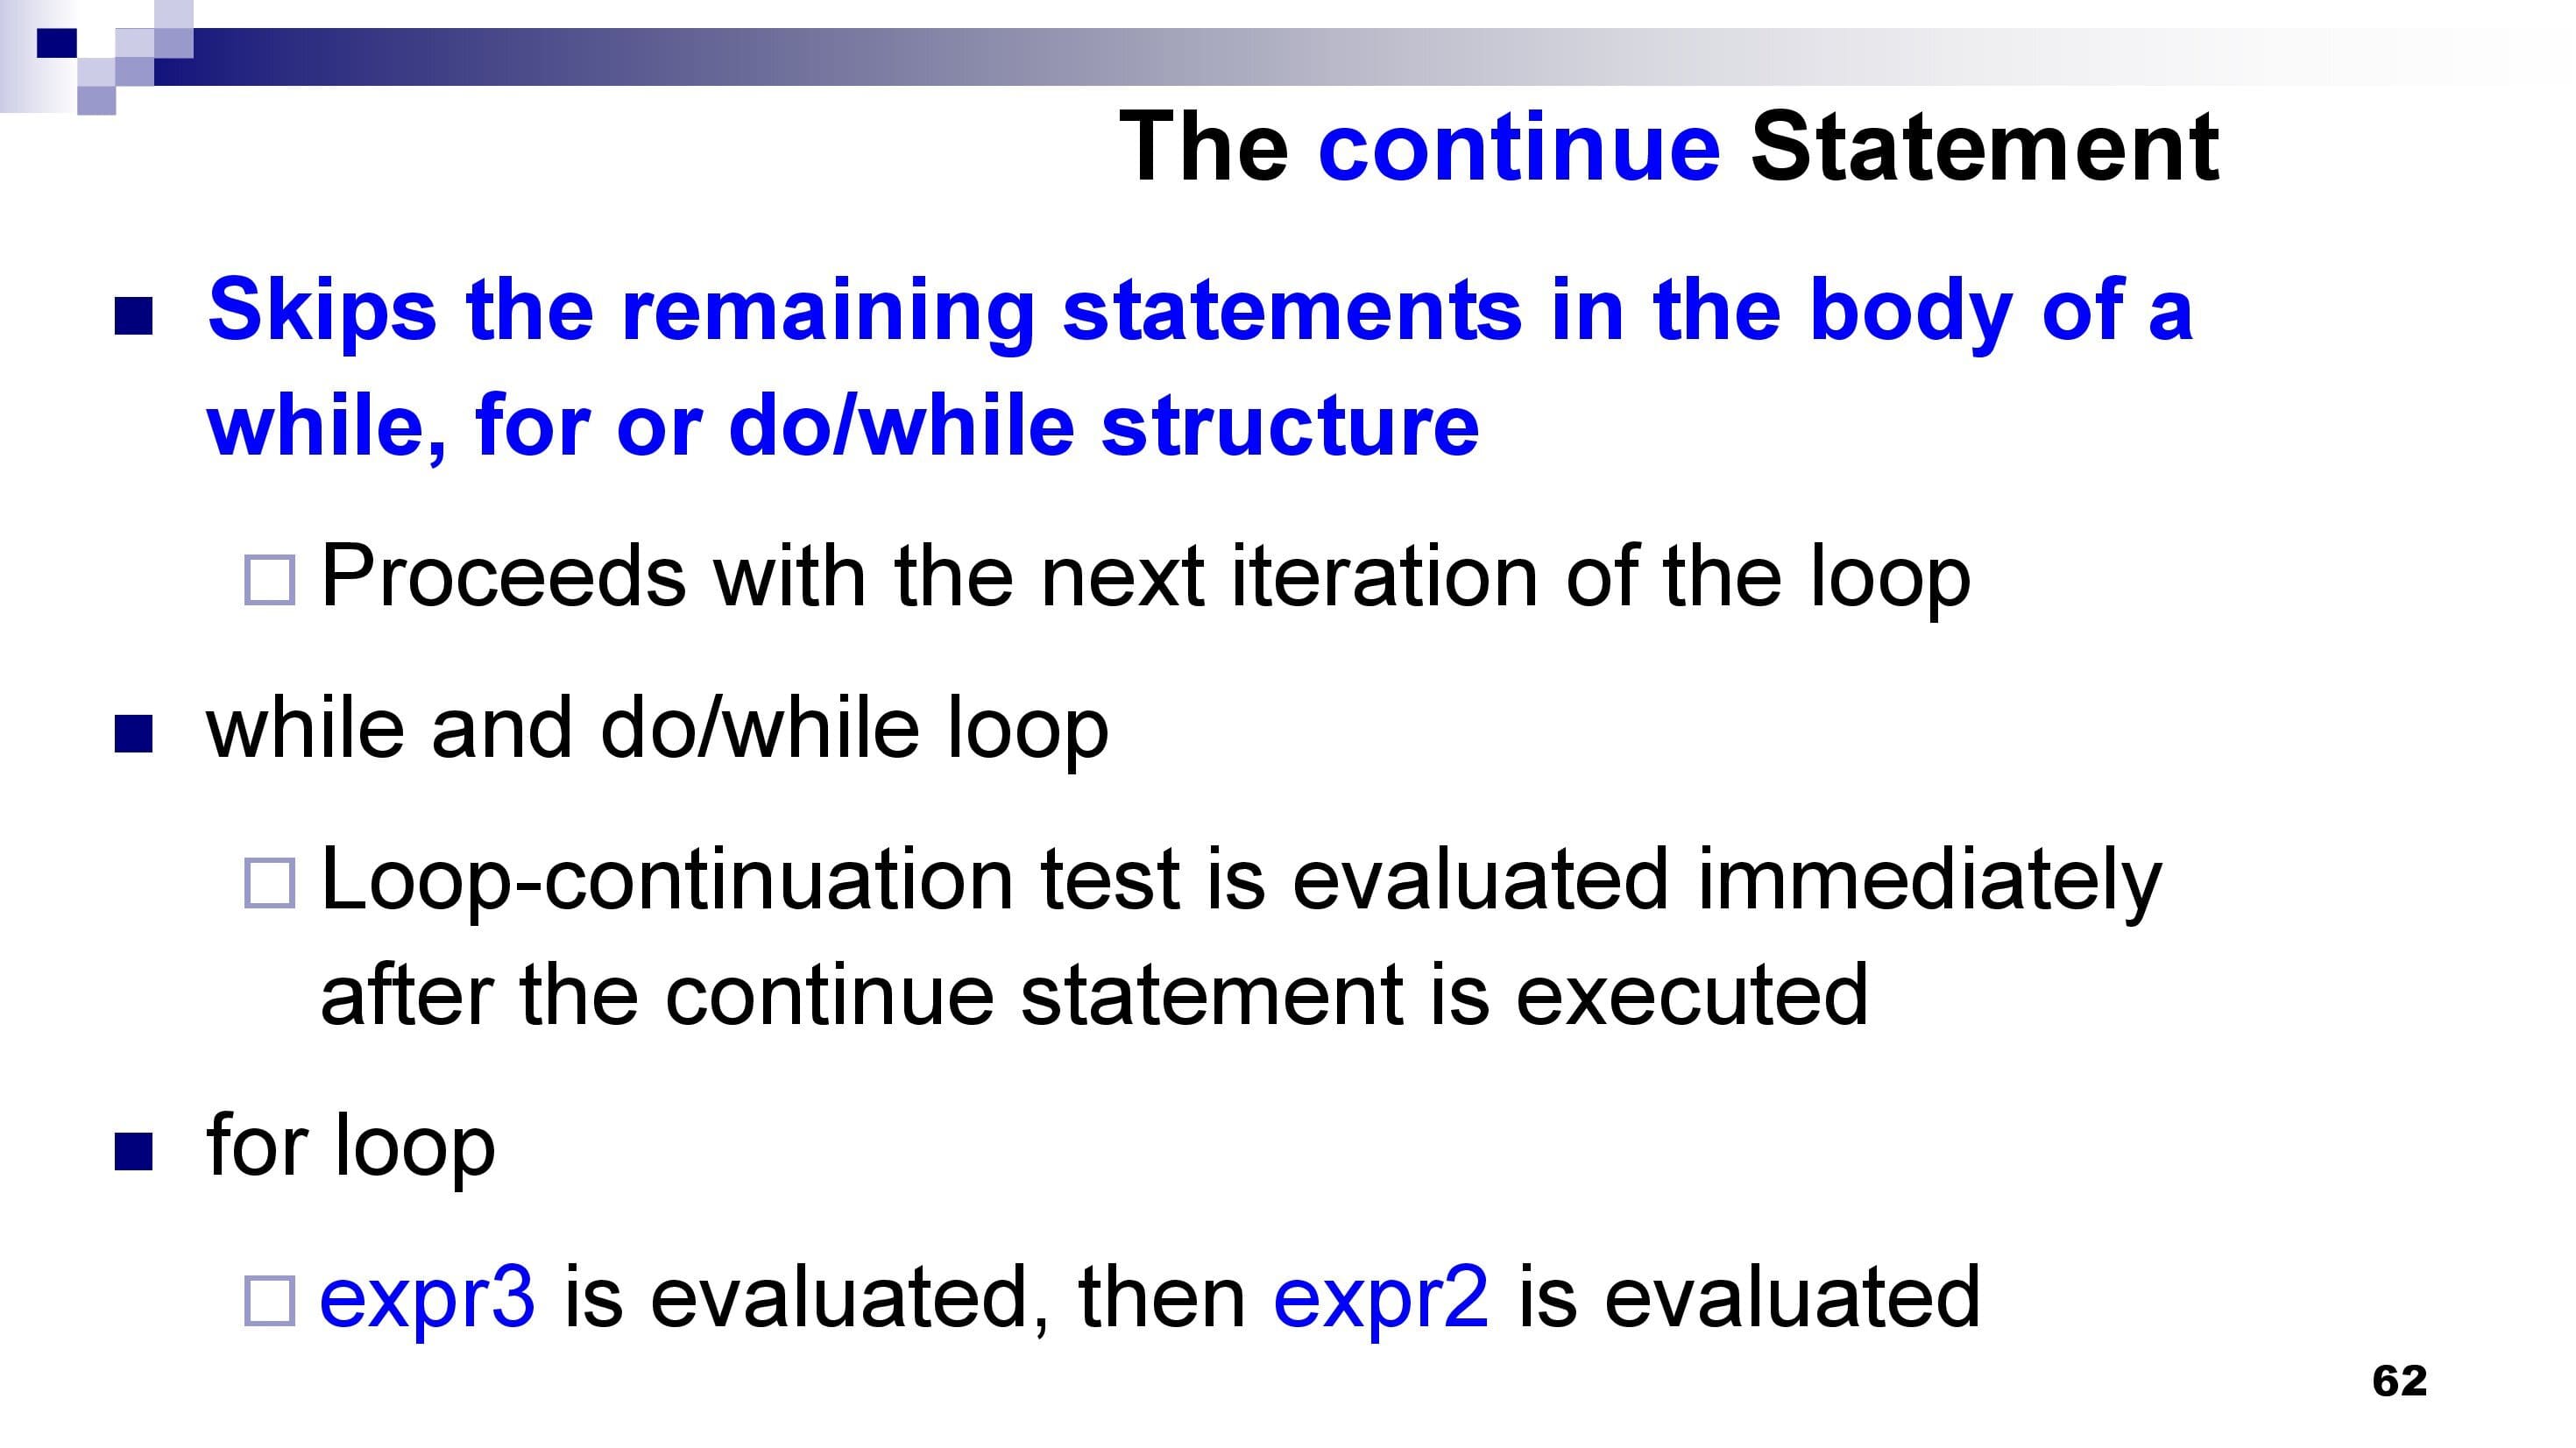 The continue Statement
Skips the remaining statements in the body of a
while, for or do/while structure
Proceeds with the next iteration of the loop
while and do/while loop
Loop-continuation test is evaluated immediately
after the continue statement is executed
for loop
expr3 is evaluated, then expr2 is evaluated
62